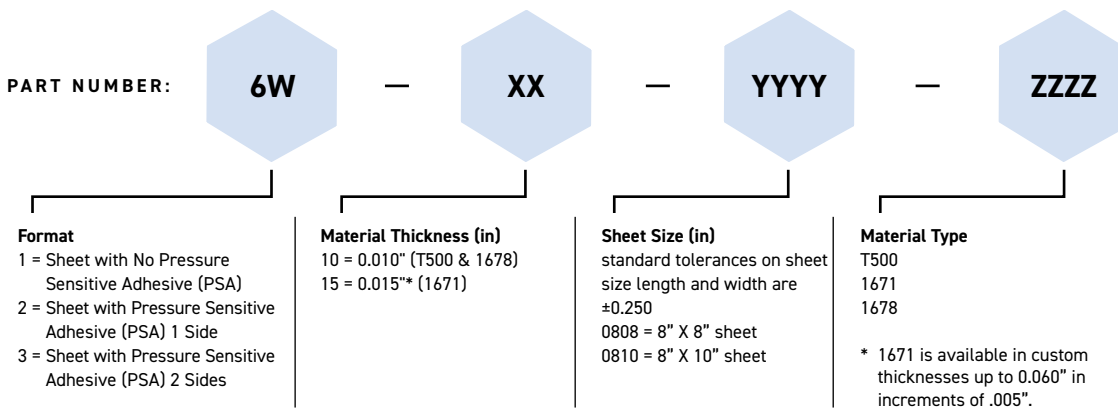 PART NUMBER: 6W — XX — YYYY — ZZZZ
Format
1 = Sheet with No Pressure
Sensitive Adhesive (PSA)
2 = Sheet with Pressure Sensitive
Adhesive (PSA) 1 Side
3 = Sheet with Pressure Sensitive
Adhesive (PSA) 2 Sides
Material Thickness (in)
10 = 0.010" (T500 & 1678)
15 = 0.015"* (1671)
Sheet Size (in)
standard tolerances on sheet
size length and width are
±0.250
0808 = 8” X 8” sheet
0810 = 8” X 10” sheet
Material Type
T500
1671
1678
* 1671 is available in custom
thicknesses up to 0.060” in
increments of .005”.